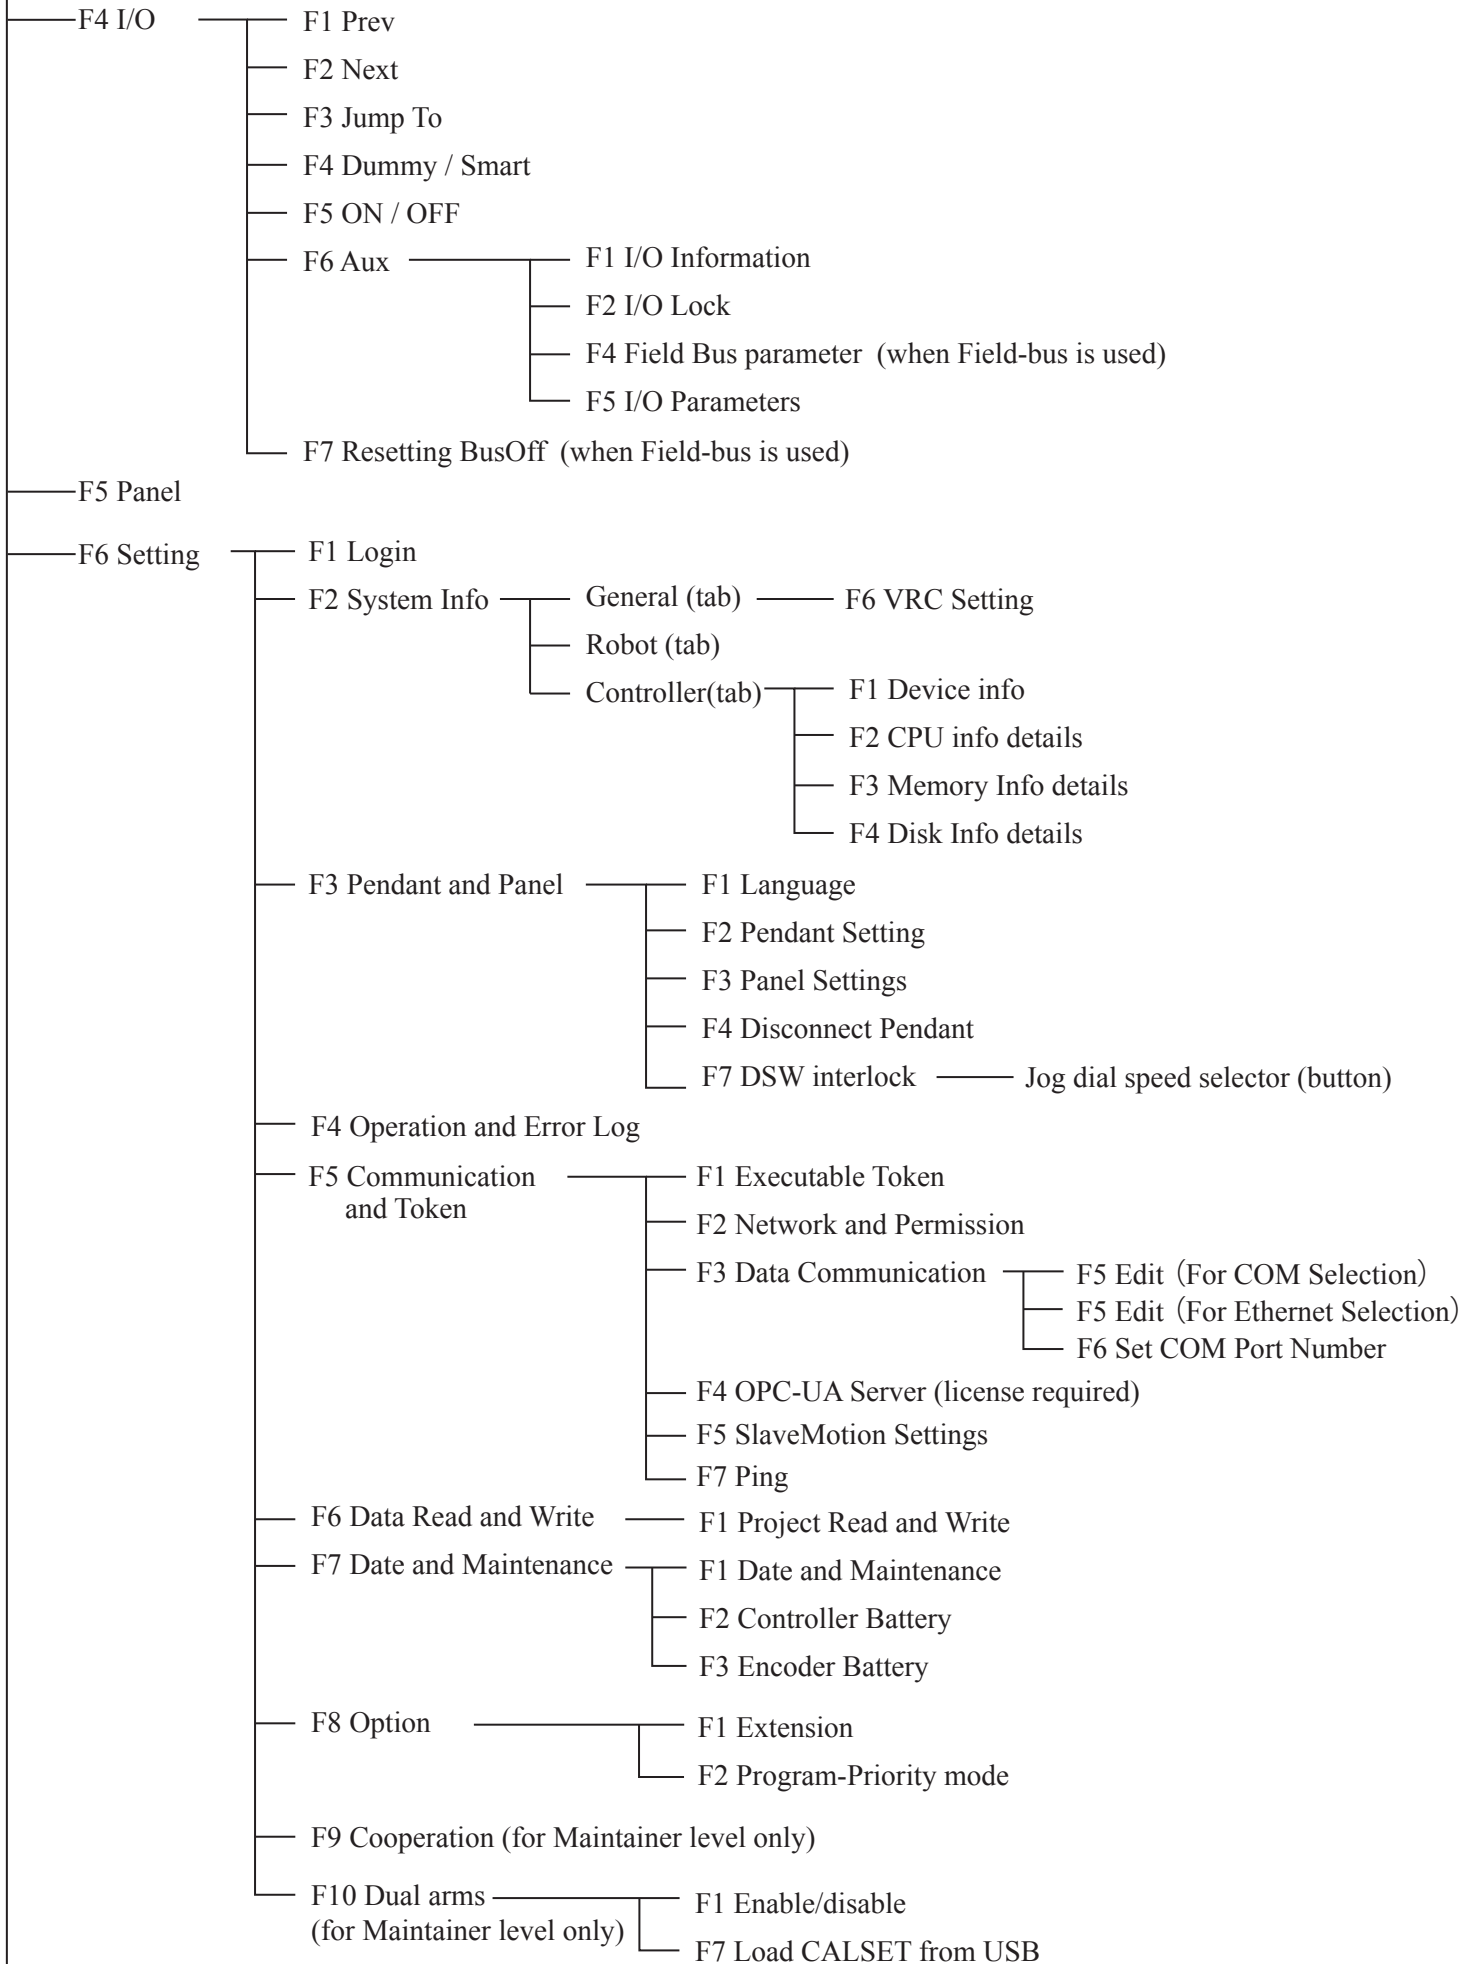 F4 I/O
F1 Prev
F2 Next
F3 Jump To
F4 Dummy / Smart
F5 ON / OFF
F6 Aux
F1 I/O Information
F2 I/O Lock
F4 Field Bus parameter (when Field-bus is used)
F5 I/O Parameters
F7 Resetting BusOff (when Field-bus is used)
F5 Panel
F6 Setting
F1 Login
F2 System Info
General (tab)
F6 VRC Setting
Robot (tab)
Controller(tab)
F1 Device info
F2 CPU info details
F3 Memory Info details
F4 Disk Info details
F3 Pendant and Panel
F1 Language
F2 Pendant Setting
F3 Panel Settings
F4 Disconnect Pendant
F7 DSW interlock
Jog dial speed selector (button)
F4 Operation and Error Log
F5 Communication
and Token
F1 Executable Token
F2 Network and Permission
F3 Data Communication
F5 Edit（For COM Selection）
F5 Edit（For Ethernet Selection）
F6 Set COM Port Number
F4 OPC-UA Server (license required)
F5 SlaveMotion Settings
F7 Ping
F6 Data Read and Write
F1 Project Read and Write
F7 Date and Maintenance
F1 Date and Maintenance
F2 Controller Battery
F3 Encoder Battery
F8 Option
F1 Extension
F2 Program-Priority mode
F9 Cooperation (for Maintainer level only)
F10 Dual arms
(for Maintainer level only)
F1 Enable/disable
F7 Load CALSET from USB